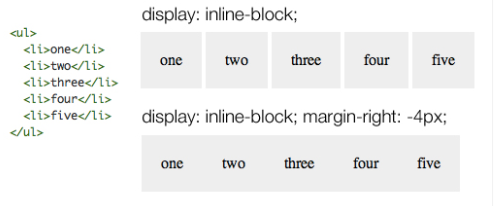 <ul>
<li>one</li>
<li>two</li>
<li>three</li>
<li>four</li>
<li>five</li>
</ul>
display: inline-block;
one two three four five
display: inline-block; margin-right: -4px;
one two three four five